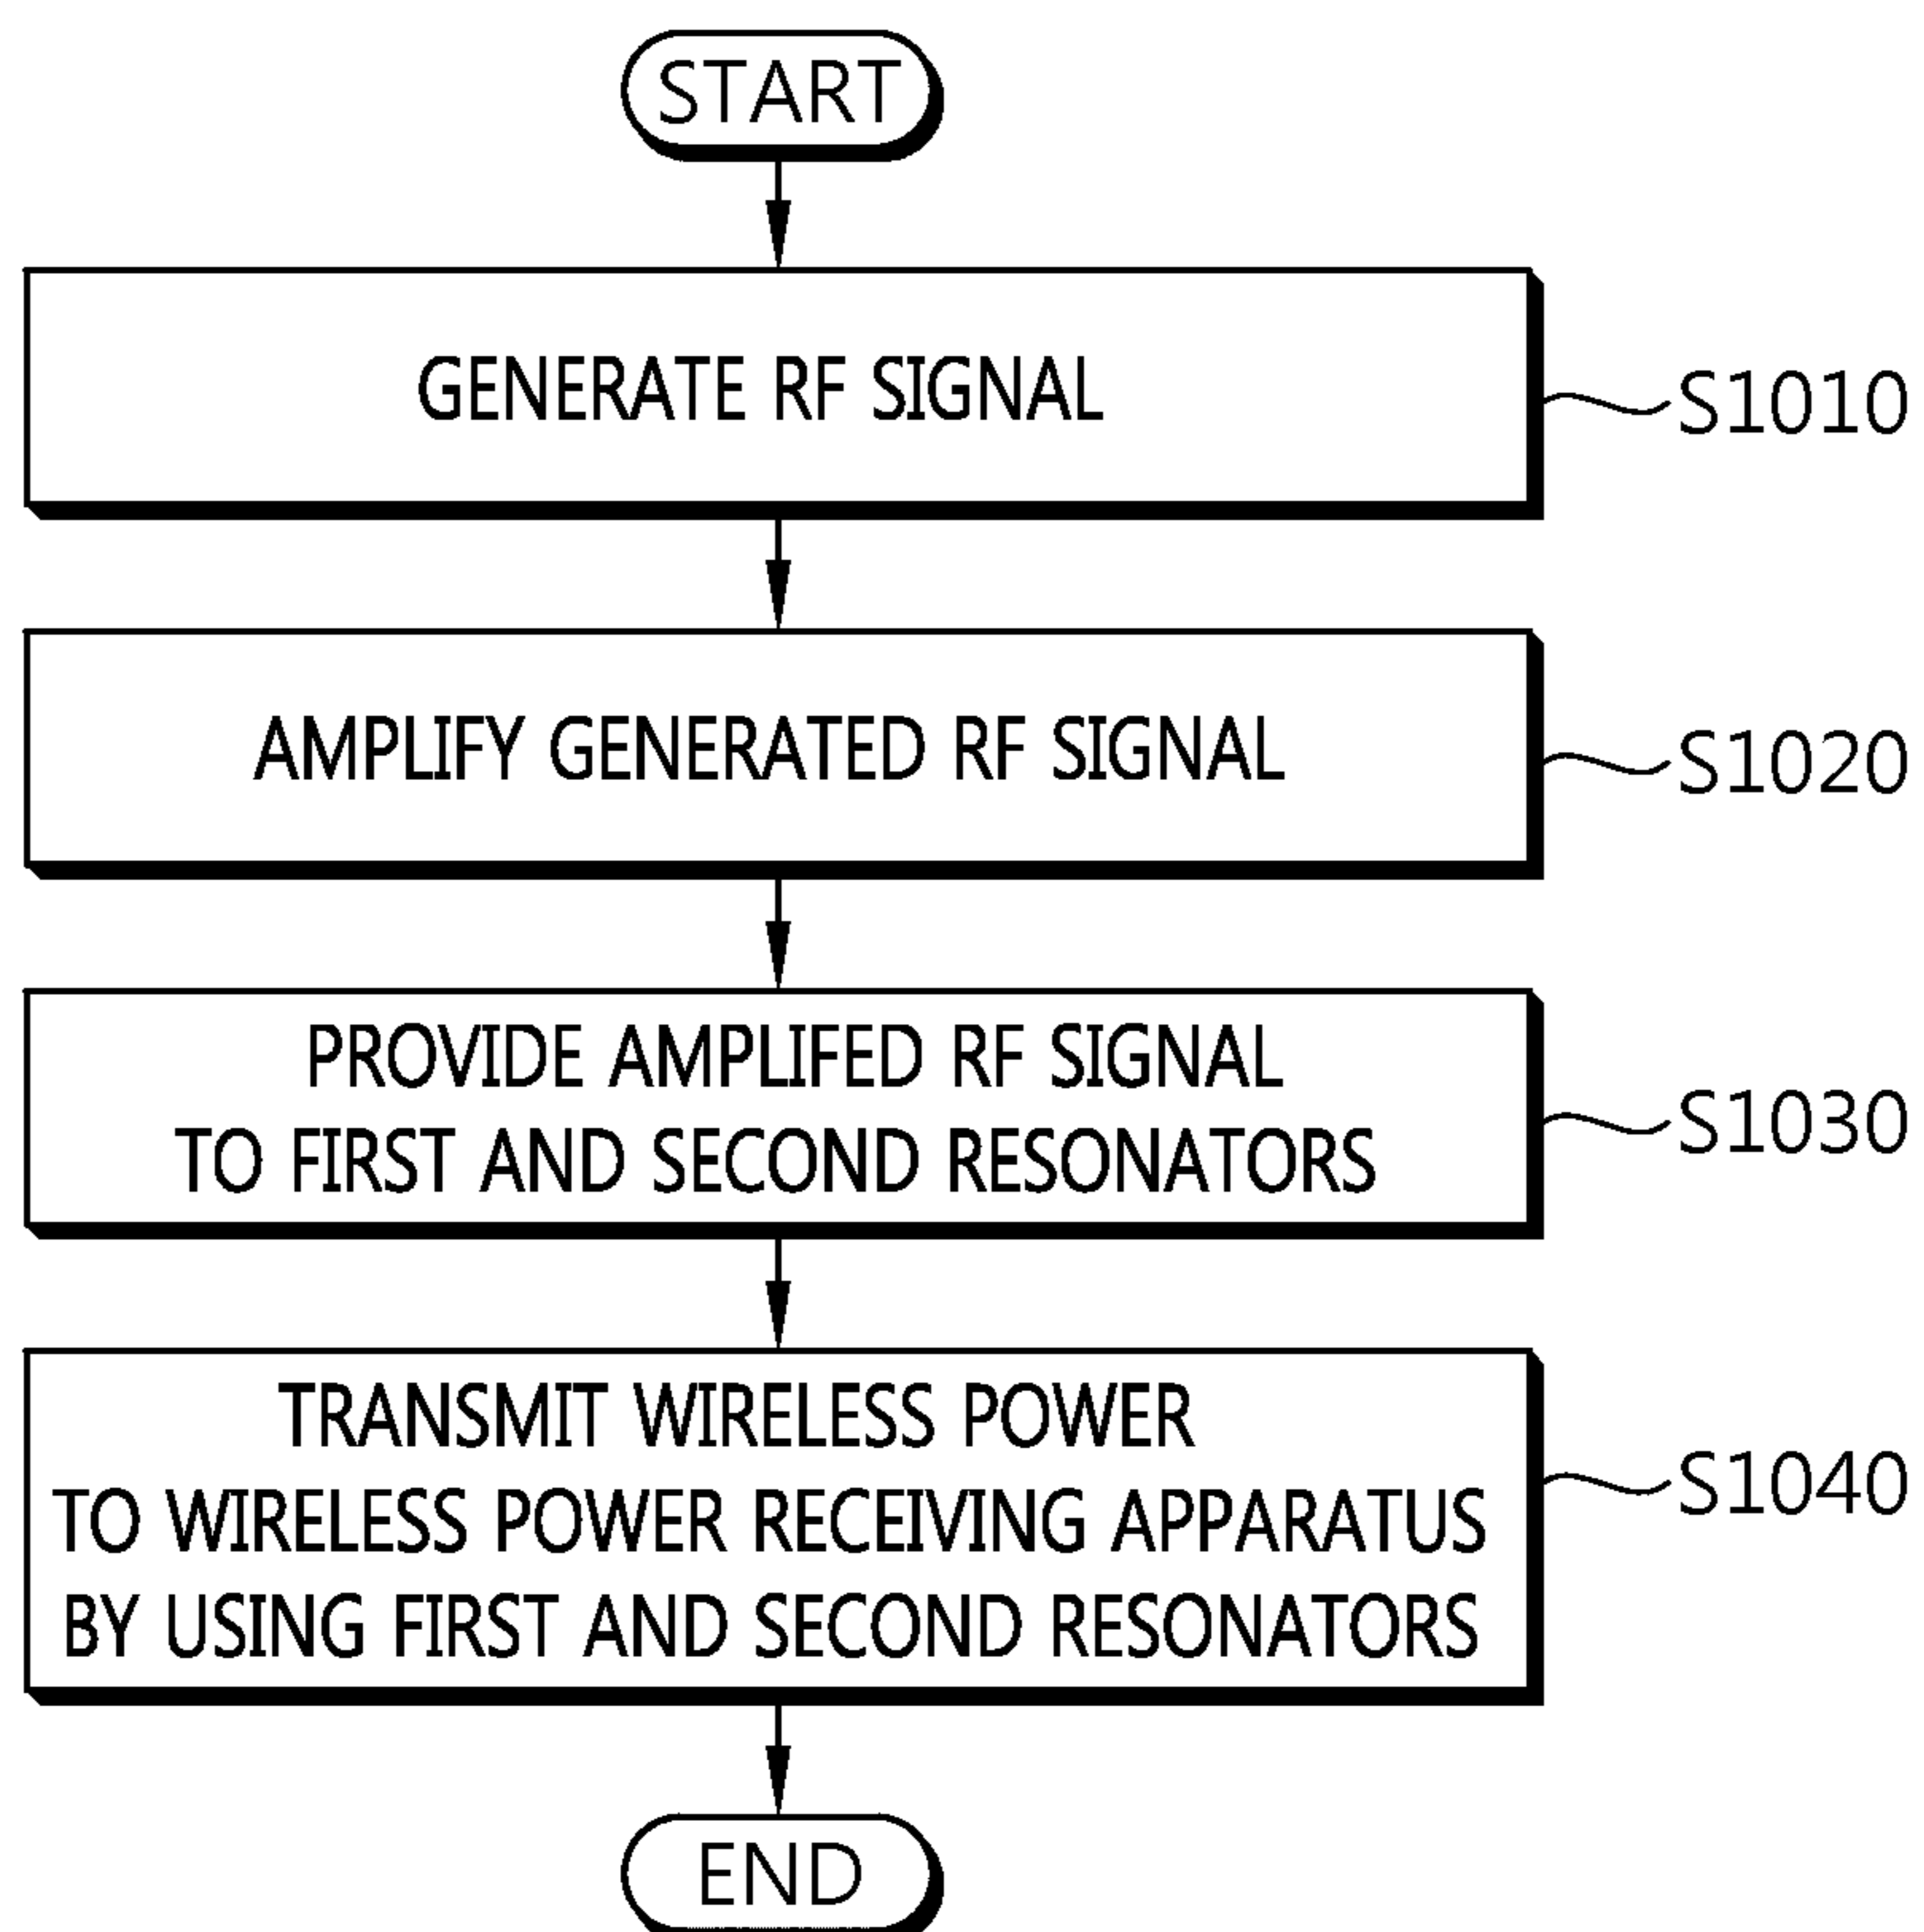 START
GENERATE RF SIGNAL
S1010
AMPLIFY GENERATED RF SIGNAL
S1020
PROVIDE AMPLIFED RF SIGNAL
TO FIRST AND SECOND RESONATORS
S1030
TRANSMIT WIRELESS POWER
TO WIRELESS POWER RECEIVING APPARATUS
BY USING FIRST AND SECOND RESONATORS
S1040
END